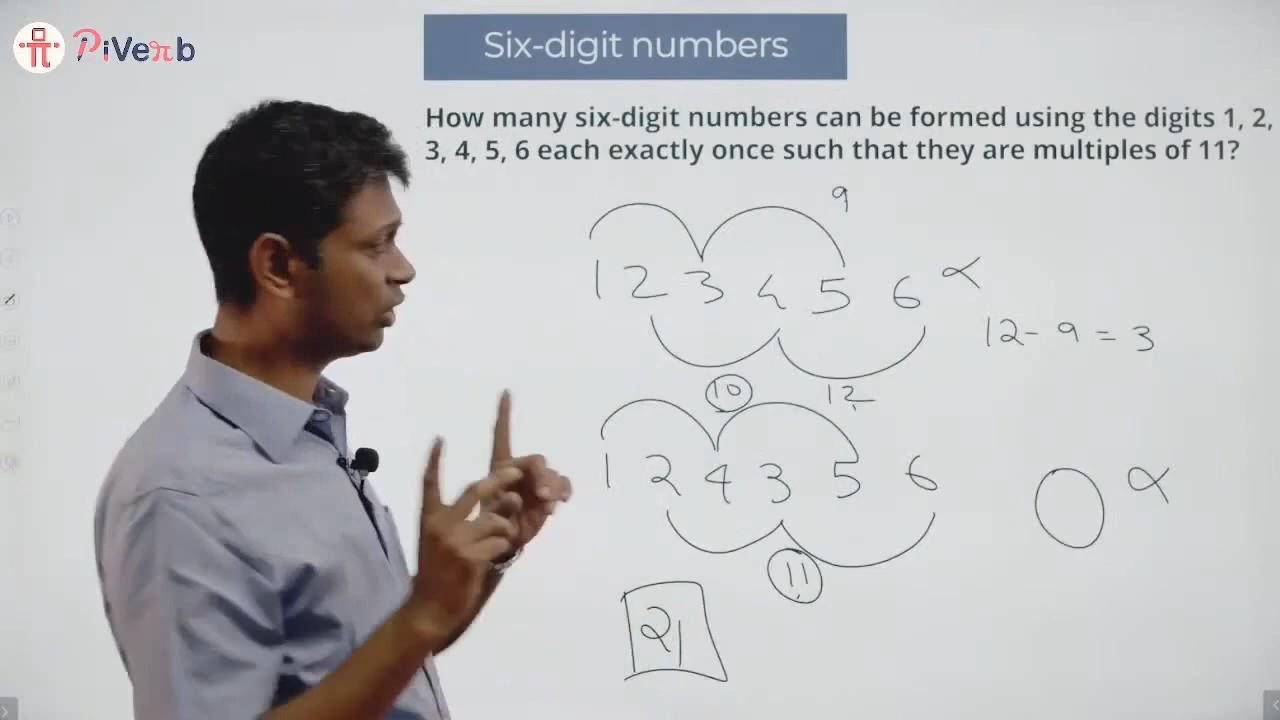 PiVerb
Six-digit numbers
How many six-digit numbers can be formed using the digits 1, 2,
3, 4, 5, 6 each exactly once such that they are multiples of 11?
9
1 2 3 4 5 6
12 - 9 = 3
10
12
1 2 4 3 5 6
11
21